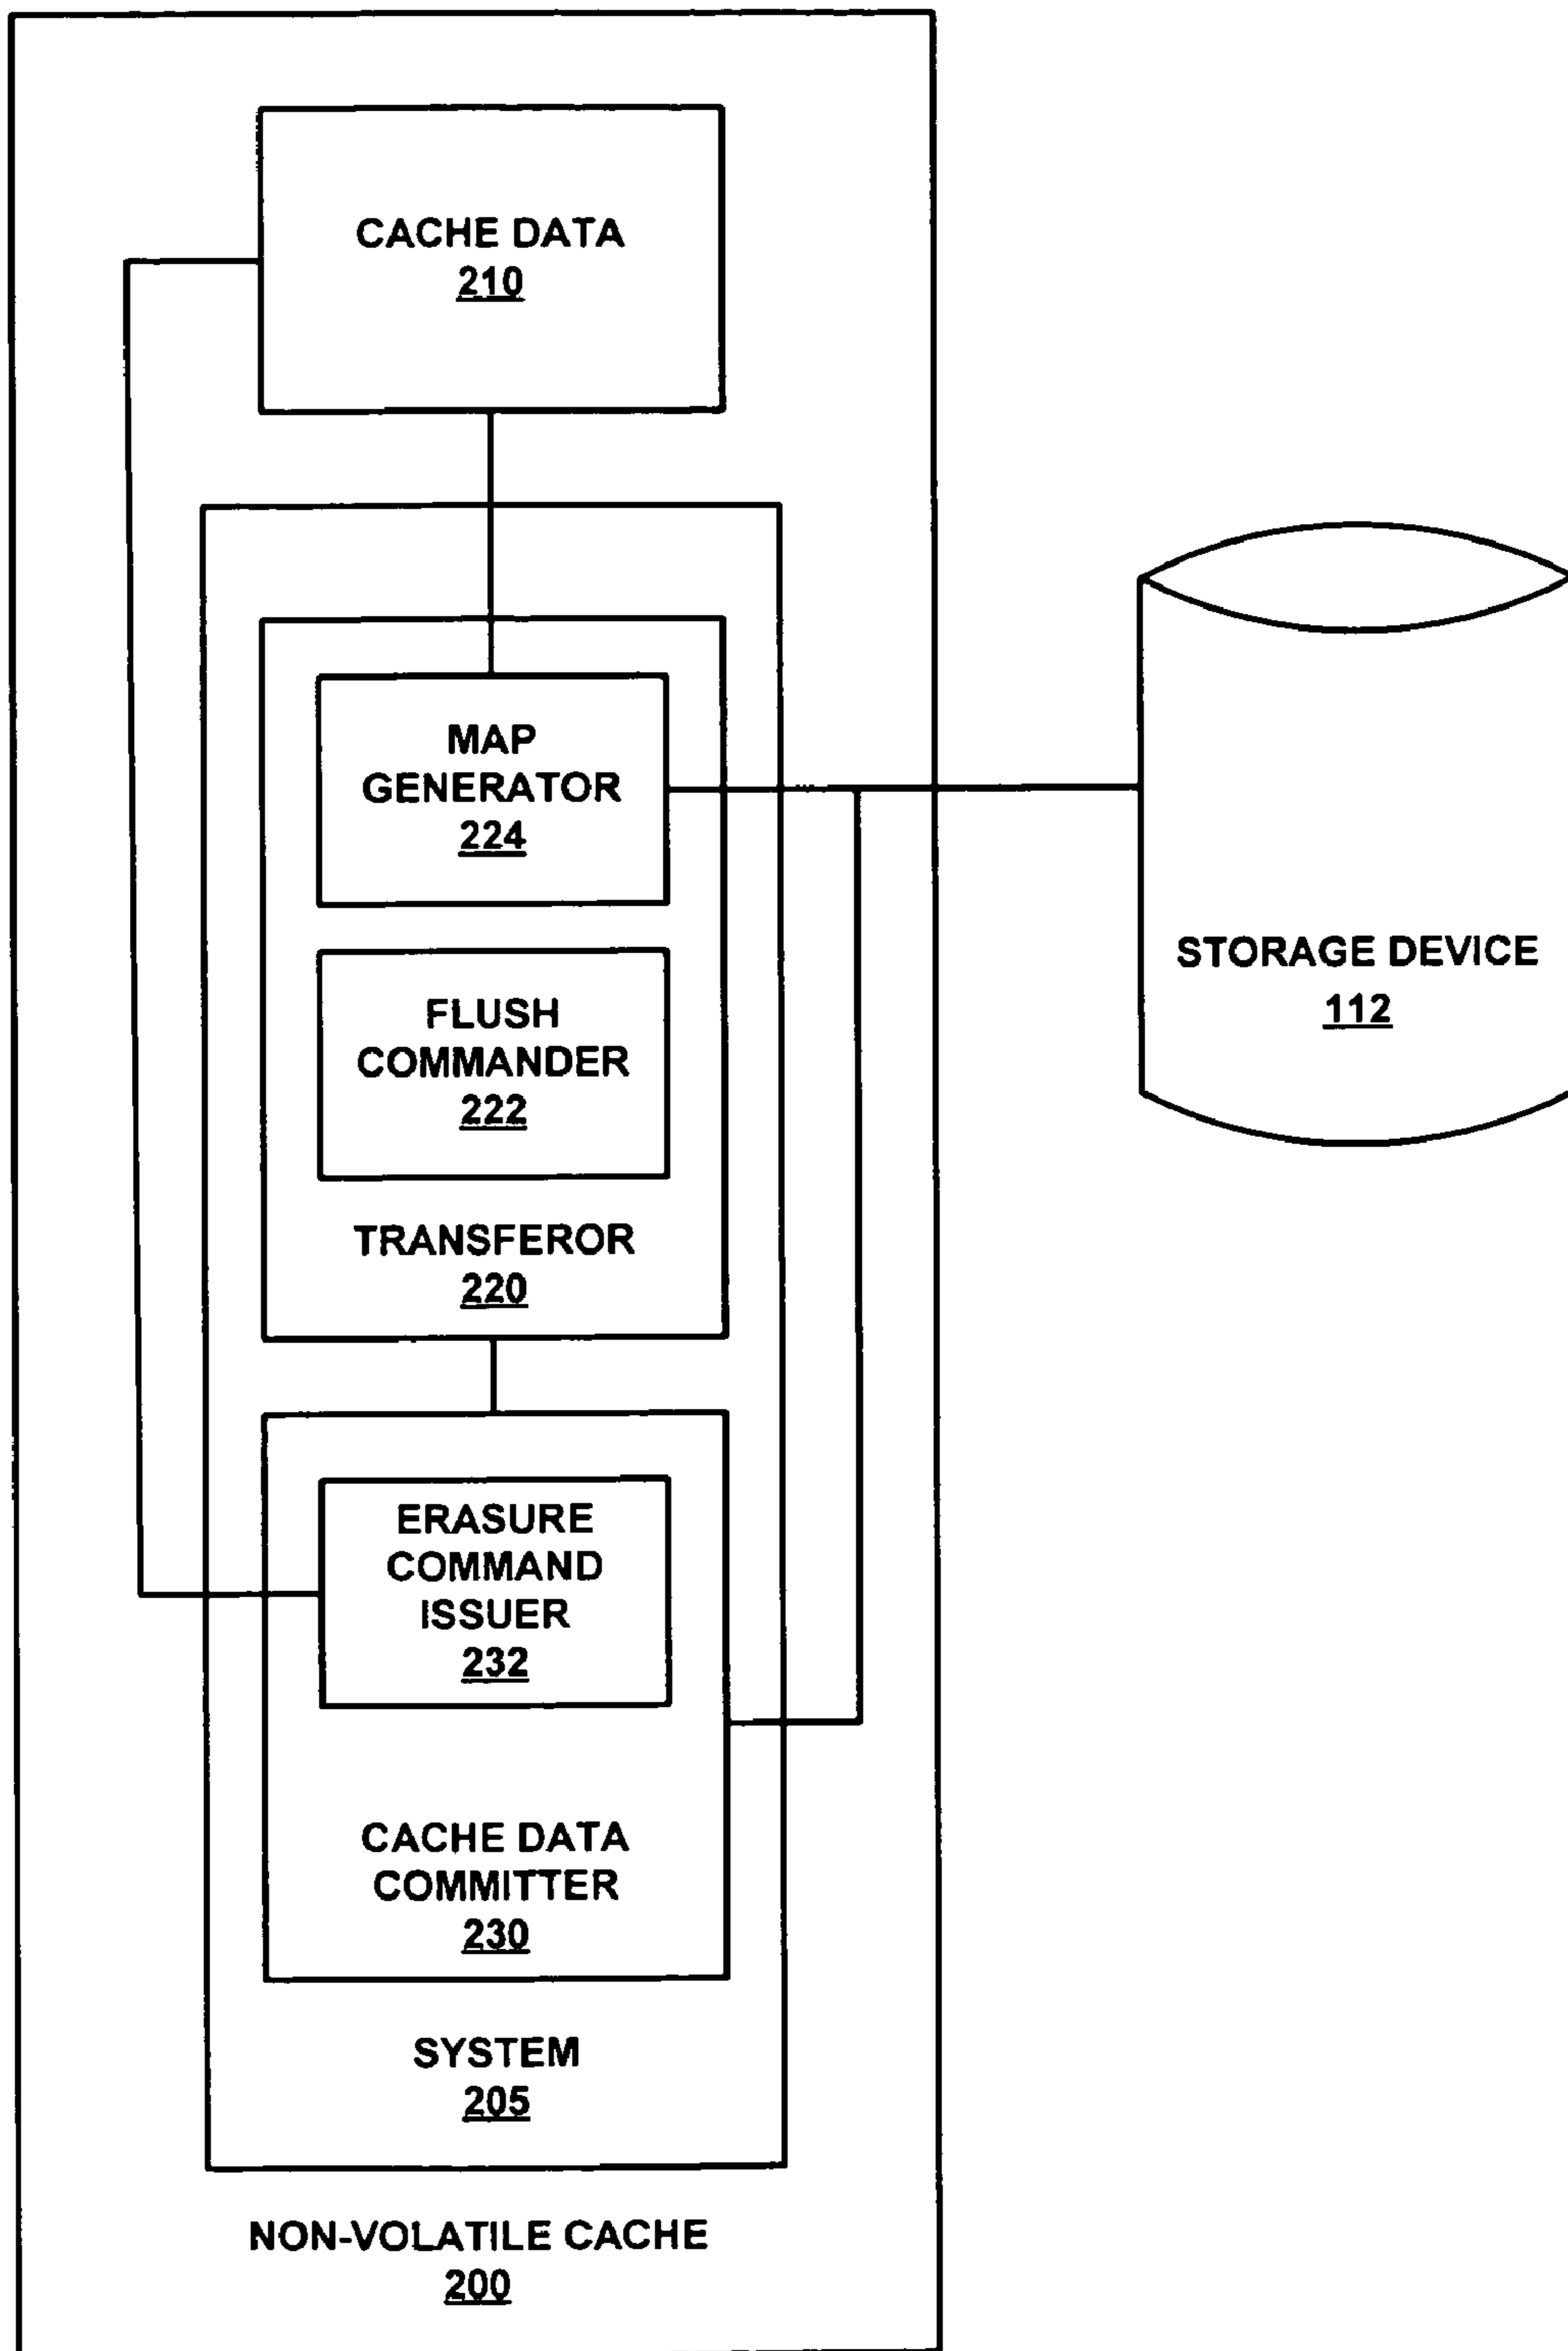 CACHE DATA
210
MAP
GENERATOR
224
FLUSH
COMMANDER
222
TRANSFEROR
220
ERASURE
COMMAND
ISSUER
232
CACHE DATA
COMMITTER
230
SYSTEM
205
NON-VOLATILE CACHE
200
STORAGE DEVICE
112